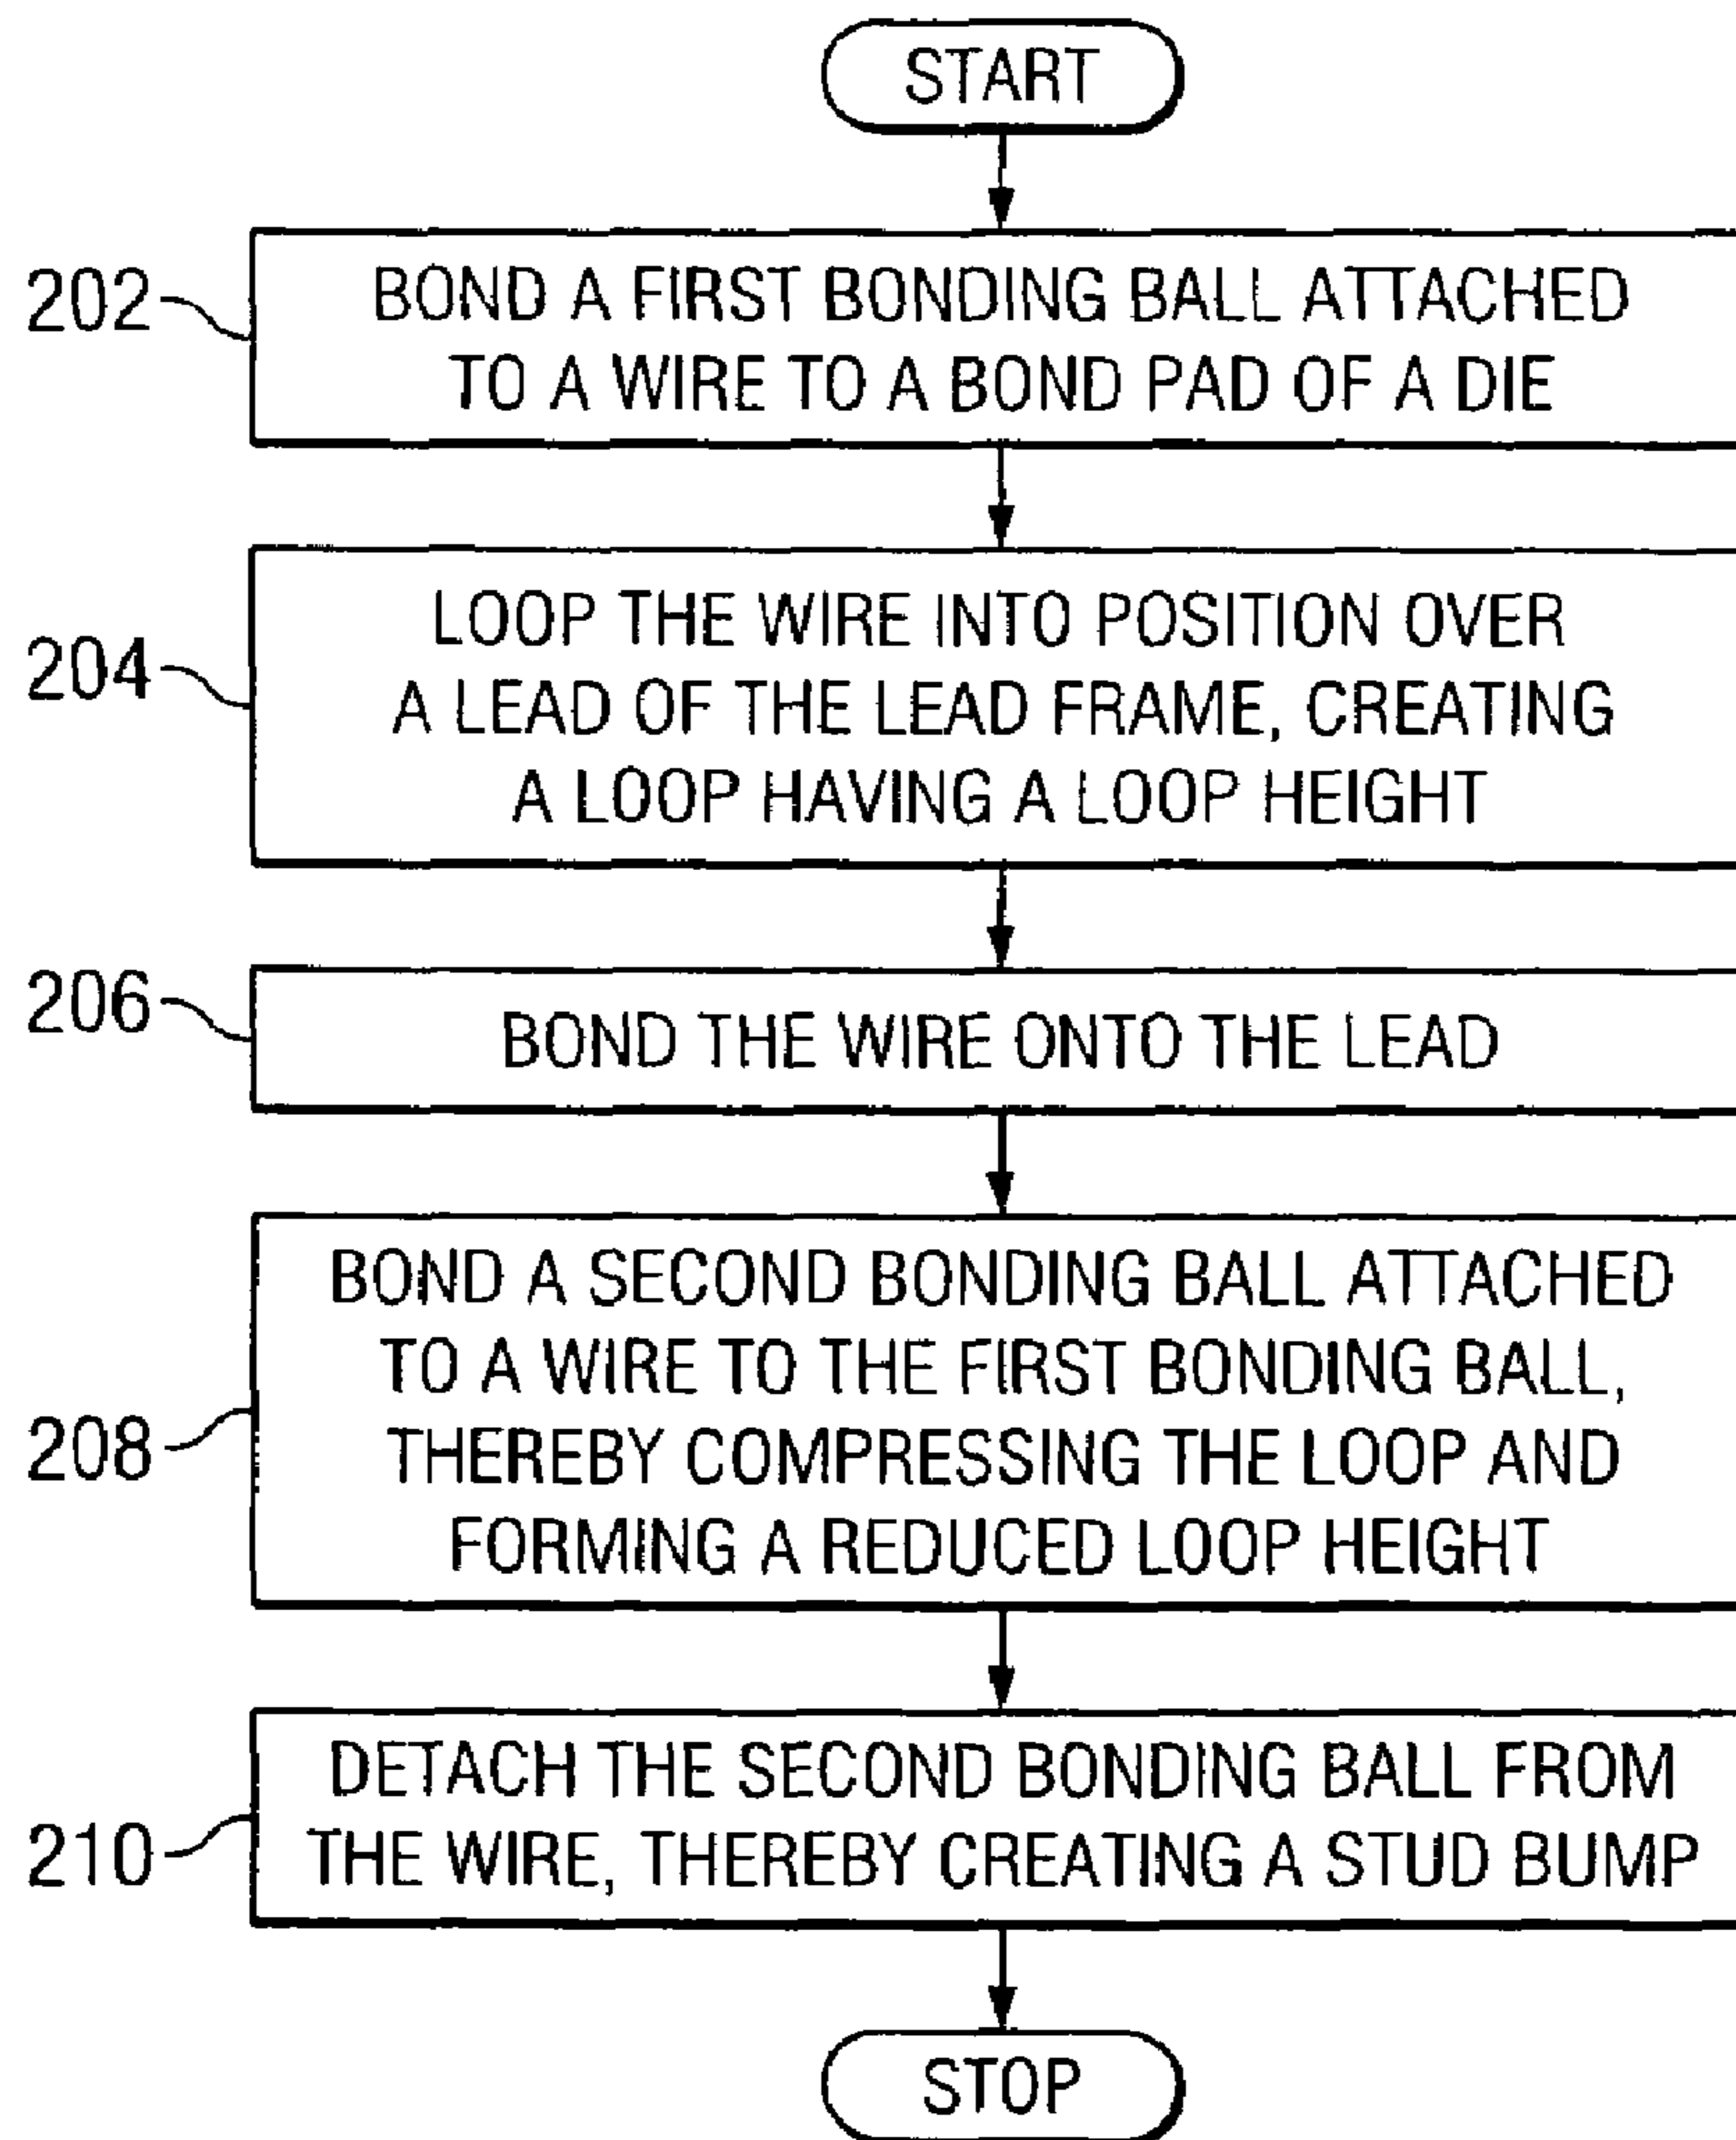 START
202
BOND A FIRST BONDING BALL ATTACHED
TO A WIRE TO A BOND PAD OF A DIE
204
LOOP THE WIRE INTO POSITION OVER
A LEAD OF THE LEAD FRAME, CREATING
A LOOP HAVING A LOOP HEIGHT
206
BOND THE WIRE ONTO THE LEAD
208
BOND A SECOND BONDING BALL ATTACHED
TO A WIRE TO THE FIRST BONDING BALL,
THEREBY COMPRESSING THE LOOP AND
FORMING A REDUCED LOOP HEIGHT
210
DETACH THE SECOND BONDING BALL FROM
THE WIRE, THEREBY CREATING A STUD BUMP
STOP